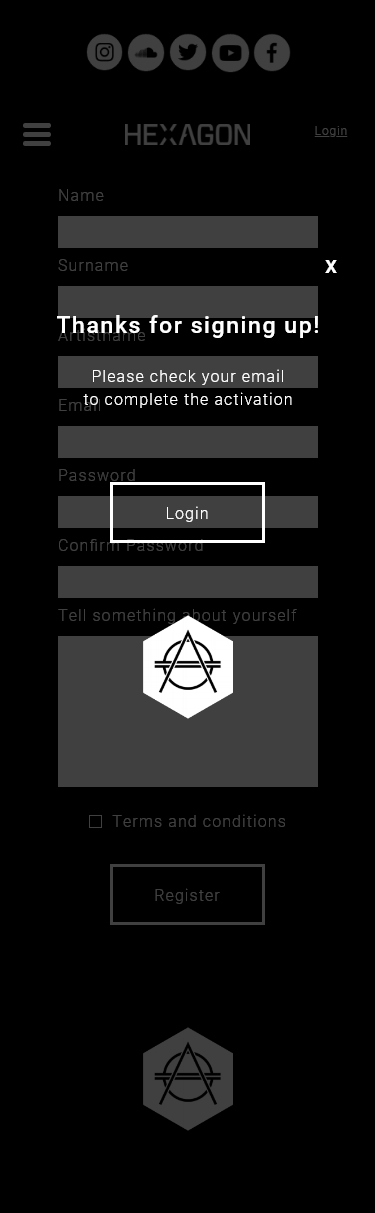 HEXAGON
Login
Name
Surname
X
Thanks for signing up!
Artistname
Please check your email
to complete the activation
Email
Password
Login
Confirm Password
Tell something about yourself
Terms and conditions
Register